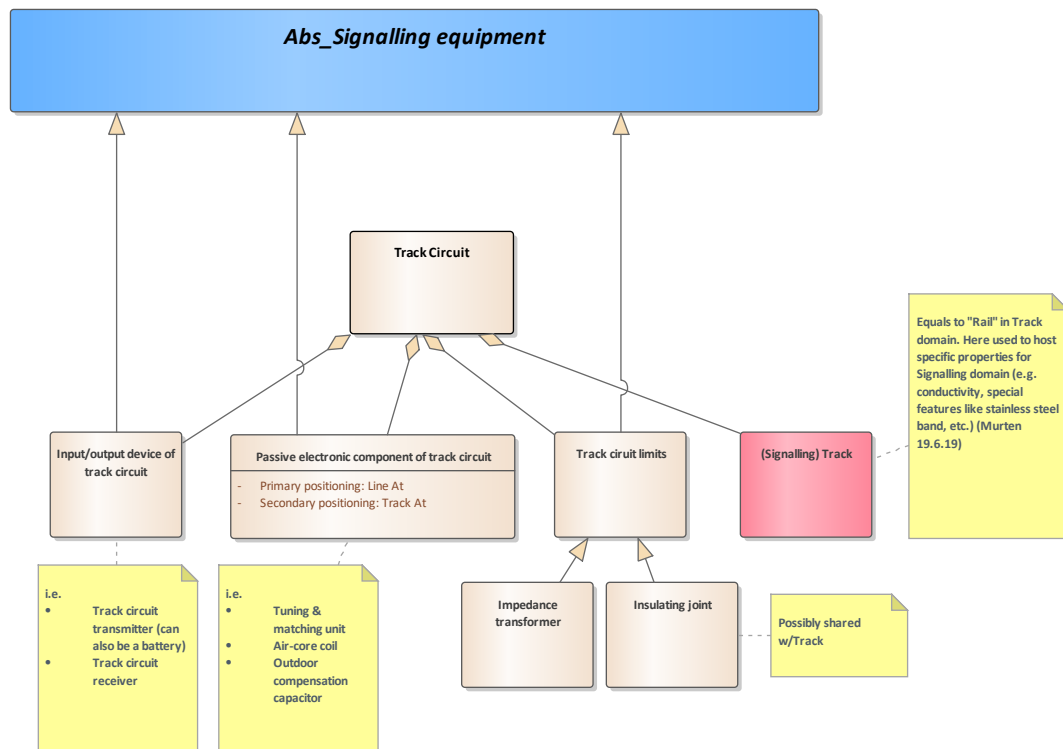 Abs_Signalling equipment
Track Circuit
Equals to "Rail" in Track
domain. Here used to host
specific properties for
Signalling domain (e.g.
conductivity, special
features like stainless steel
band, etc.) (Murten
19.6.19)
Input/output device of
track circuit
Passive electronic component of track circuit
- Primary positioning: Line At
- Secondary positioning: Track At
Track ciruit limits
(Signalling) Track
i.e.
• Track circuit
transmitter (can
also be a battery)
• Track circuit
receiver
i.e.
• Tuning &
matching unit
• Air-core coil
• Outdoor
compensation
capacitor
Impedance
transformer
Insulating joint
Possibly shared
w/Track